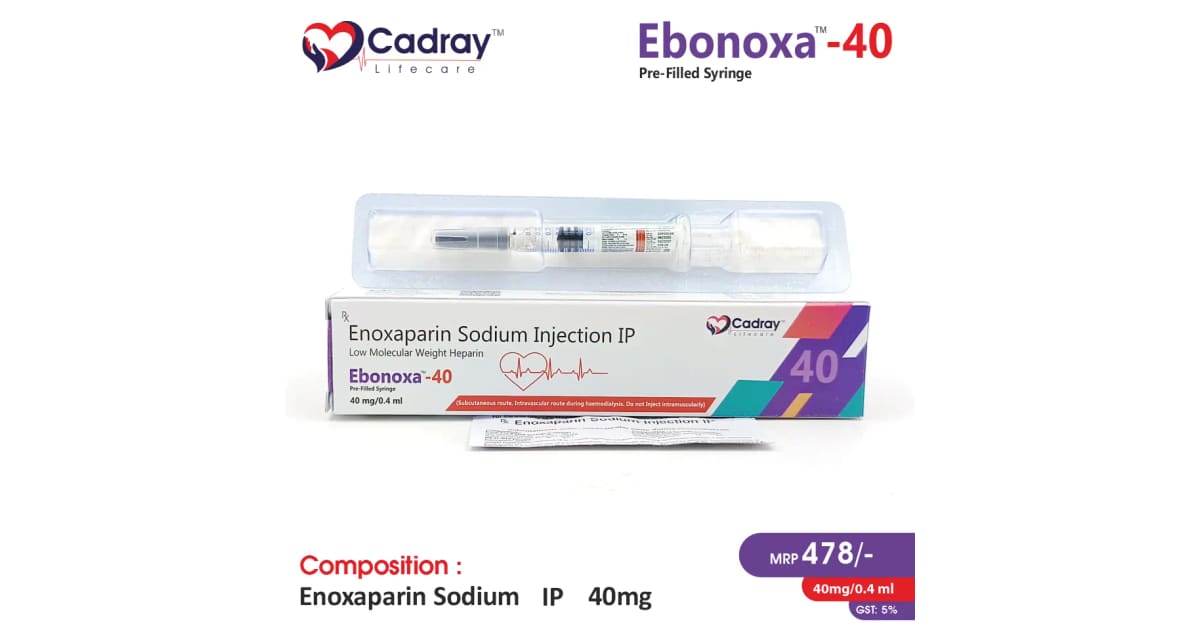 Cadray™
Lifecare
Ebonoxa™-40
Pre-Filled Syringe
Rx
Enoxaparin Sodium Injection IP
Low Molecular Weight Heparin
Ebonoxa™-40
Pre-Filled Syringe
40 mg/0.4 ml
(Subcutaneous route, Intravascular route during haemodialysis. Do not Inject intramuscularly)
Cadray™
Lifecare
40
Rx Enoxaparin Sodium Injection IP
Composition :
Enoxaparin Sodium IP 40mg
MRP 478/-
40mg/0.4 ml
GST: 5%